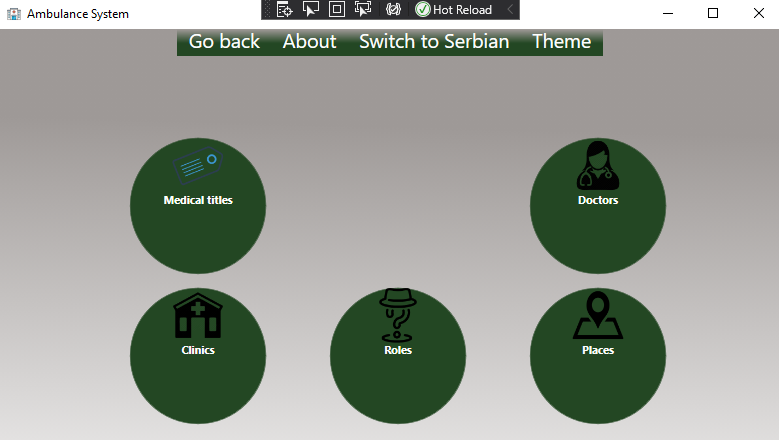 Ambulance System
Hot Reload
Go back About Switch to Serbian Theme
Medical titles
Doctors
Clinics
Roles
Places